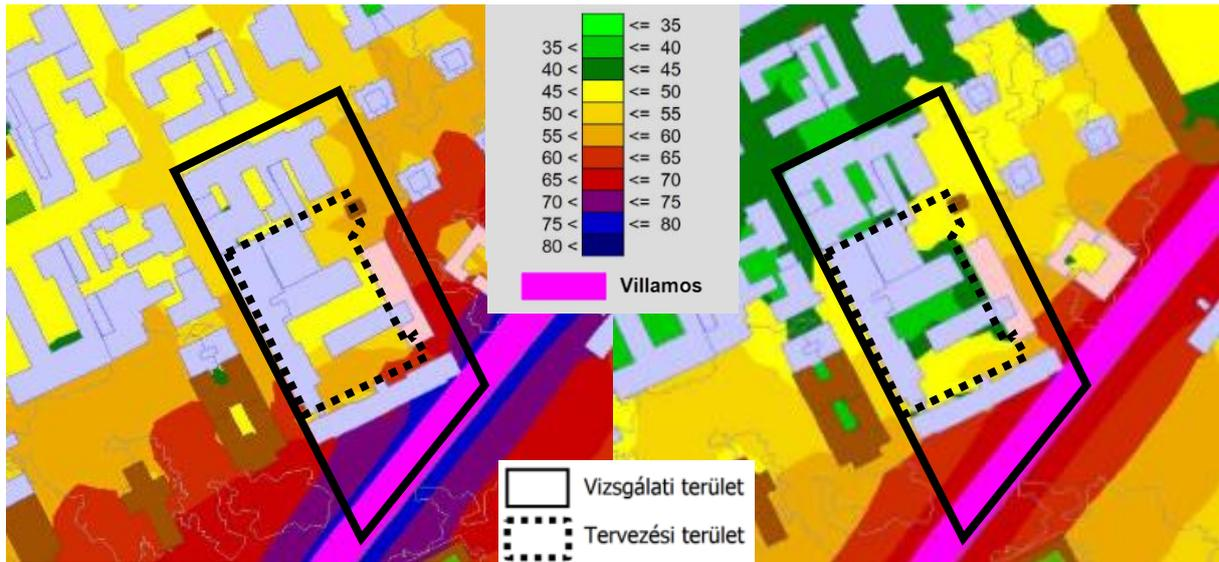 <= 35
35 < <= 40
40 < <= 45
45 < <= 50
50 < <= 55
55 < <= 60
60 < <= 65
65 < <= 70
70 < <= 75
75 < <= 80
80 <
Villamos
Vizsgálati terület
Tervezési terület